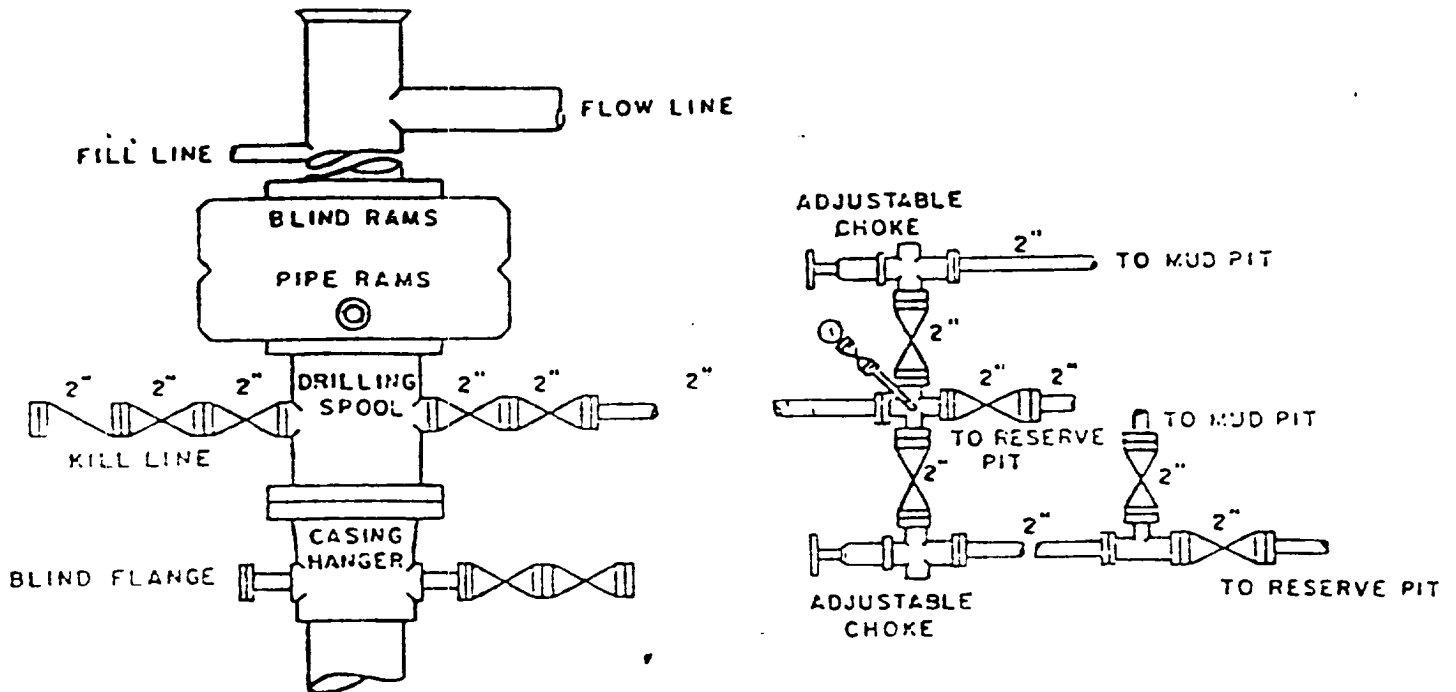 FLOW LINE
FILL LINE
BLIND RAMS
PIPE RAMS
2" 2" 2" DRILLING 2" 2" 2"
SPOOL
KILL LINE
CASING
HANGER
BLIND FLANGE
ADJUSTABLE
CHOKE
2"
TO MUD PIT
2"
2" 2"
TO RESERVE
PIT
TO MUD PIT
2"
2"
2"
2"
ADJUSTABLE
CHOKE
TO RESERVE PIT